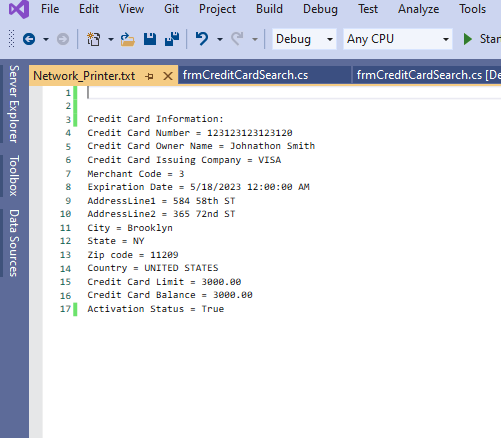 File Edit View Git Project Build Debug Test Analyze Tools
Debug Any CPU
Network_Printer.txt frmCreditCardSearch.cs frmCreditCardSearch.cs [De
Server Explorer
Toolbox
Data Sources
1
2
3 Credit Card Information:
4 Credit Card Number = 123123123123120
5 Credit Card Owner Name = Johnathon Smith
6 Credit Card Issuing Company = VISA
7 Merchant Code = 3
8 Expiration Date = 5/18/2023 12:00:00 AM
9 AddressLine1 = 584 58th ST
10 AddressLine2 = 365 72nd ST
11 City = Brooklyn
12 State = NY
13 Zip code = 11209
14 Country = UNITED STATES
15 Credit Card Limit = 3000.00
16 Credit Card Balance = 3000.00
17 Activation Status = True